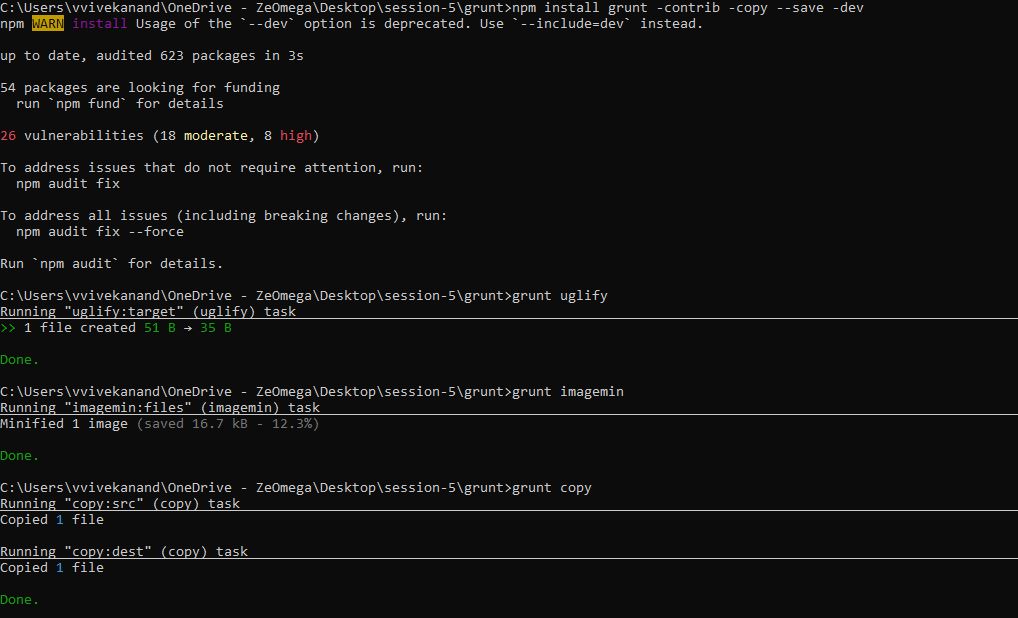 C:\Users\vvivekanand\OneDrive - ZeOmega\Desktop\session-5\grunt>npm install grunt -contrib -copy --save -dev
npm WARN install Usage of the `--dev` option is deprecated. Use `--include=dev` instead.
up to date, audited 623 packages in 3s
54 packages are looking for funding
  run `npm fund` for details
26 vulnerabilities (18 moderate, 8 high)
To address issues that do not require attention, run:
  npm audit fix
To address all issues (including breaking changes), run:
  npm audit fix --force
Run `npm audit` for details.
C:\Users\vvivekanand\OneDrive - ZeOmega\Desktop\session-5\grunt>grunt uglify
Running "uglify:target" (uglify) task
>> 1 file created 51 B → 35 B
Done.
C:\Users\vvivekanand\OneDrive - ZeOmega\Desktop\session-5\grunt>grunt imagemin
Running "imagemin:files" (imagemin) task
Minified 1 image (saved 16.7 kB - 12.3%)
Done.
C:\Users\vvivekanand\OneDrive - ZeOmega\Desktop\session-5\grunt>grunt copy
Running "copy:src" (copy) task
Copied 1 file
Running "copy:dest" (copy) task
Copied 1 file
Done.